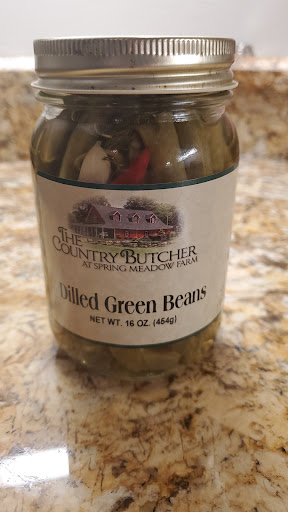 THE
COUNTRY BUTCHER
AT SPRING MEADOW FARM
Dilled Green Beans
NET WT. 16 OZ. (454g)